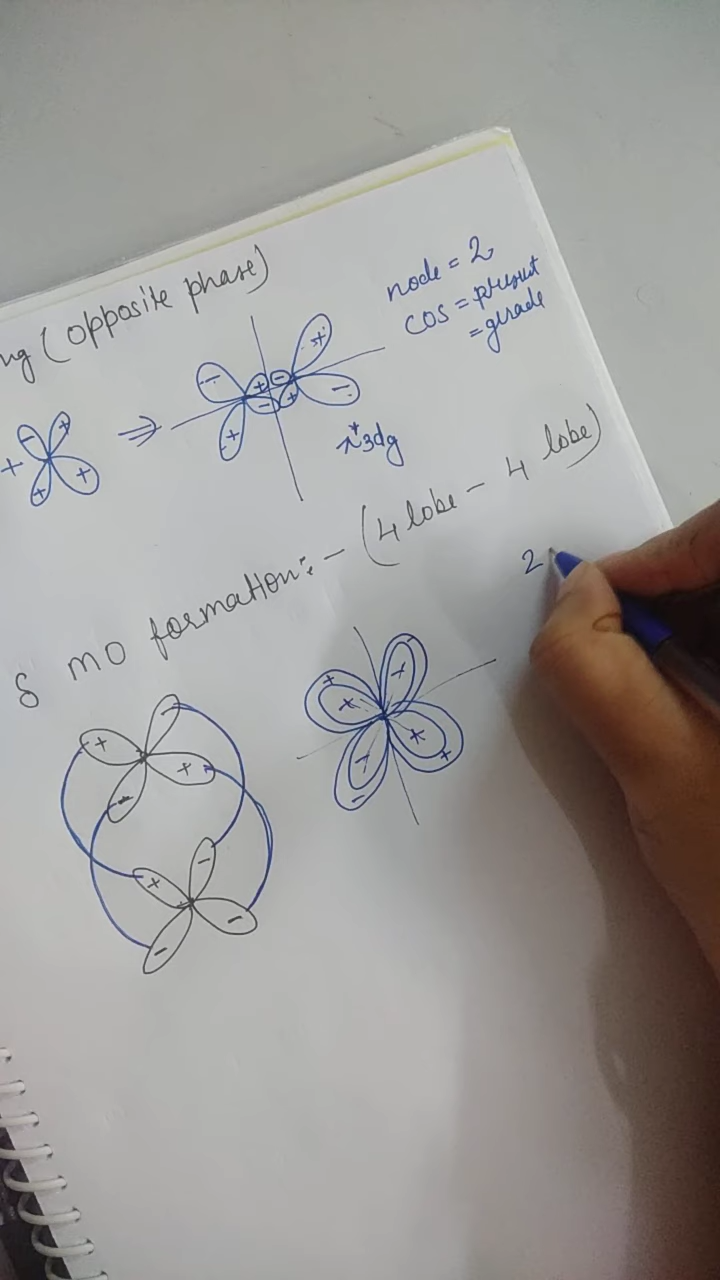 ng (opposite phase)
node = 2
COS = present
= gerade
+ - + + + ⇒ - + + - - + + -
π*3dg
δ MO formation:- (4 lobe - 4 lobe)
2
+ - + -
+ - - -
+ - + + + - + +